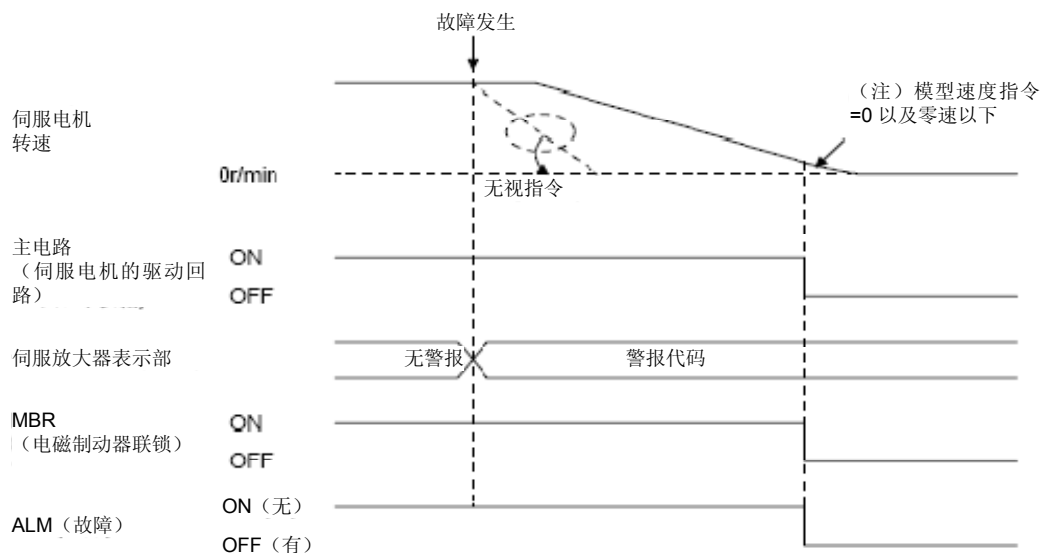 故障发生
（注）模型速度指令
=0 以及零速以下
伺服电机
转速
0r/min
无视指令
主电路
（伺服电机的驱动回
路）
ON
OFF
伺服放大器表示部
无警报
警报代码
MBR
（电磁制动器联锁）
ON
OFF
ALM（故障）
ON（无）
OFF（有）